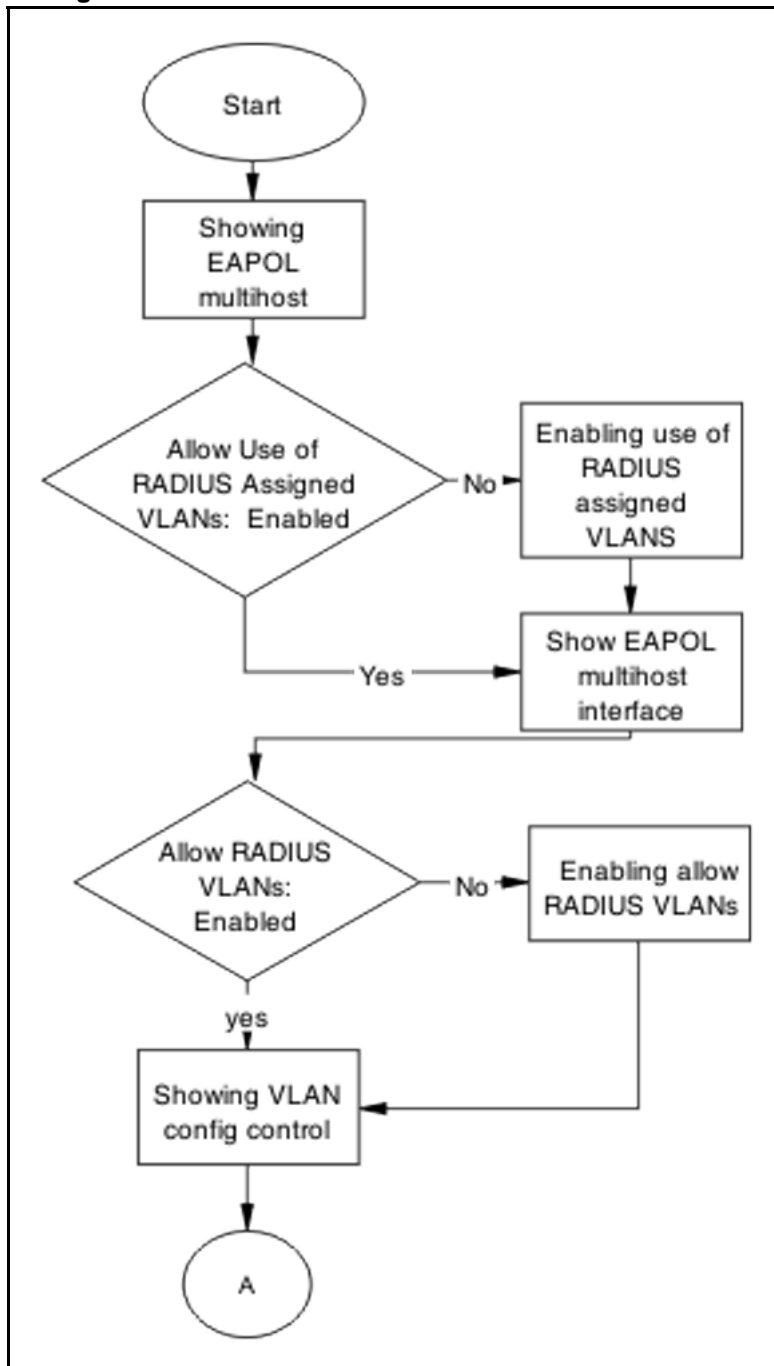 Start
Showing
EAPOL
multihost
Allow Use of
RADIUS Assigned
VLANs: Enabled
No
Enabling use of
RADIUS
assigned
VLANS
Yes
Show EAPOL
multihost
interface
Allow RADIUS
VLANs:
Enabled
No
Enabling allow
RADIUS VLANs
yes
Showing VLAN
config control
A